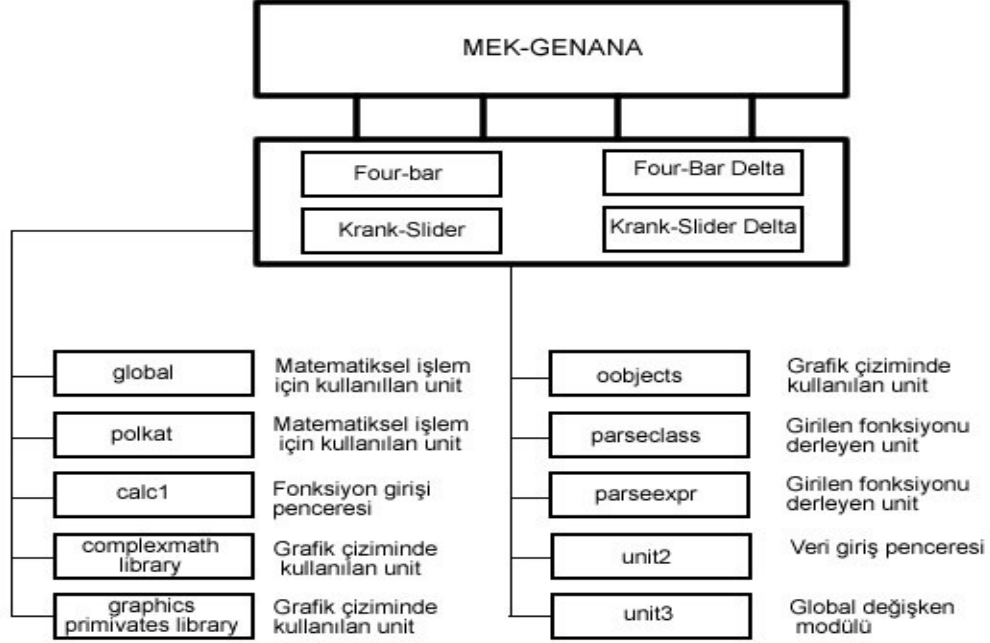 MEK-GENANA
Four-bar
Four-Bar Delta
Krank-Slider
Krank-Slider Delta
global
Matematiksel işlem
için kullanıllan unit
polkat
Matematiksel işlem
için kullanılan unit
calc1
Fonksiyon girişi
penceresi
complexmath
library
Grafik çiziminde
kullanılan unit
graphics
primivates library
Grafik çiziminde
kullanılan unit
oobjects
Grafik çiziminde
kullanılan unit
parseclass
Girilen fonksiyonu
derleyen unit
parseexpr
Girilen fonksiyonu
derleyen unit
unit2
Veri giriş penceresi
unit3
Global değişken
modülü